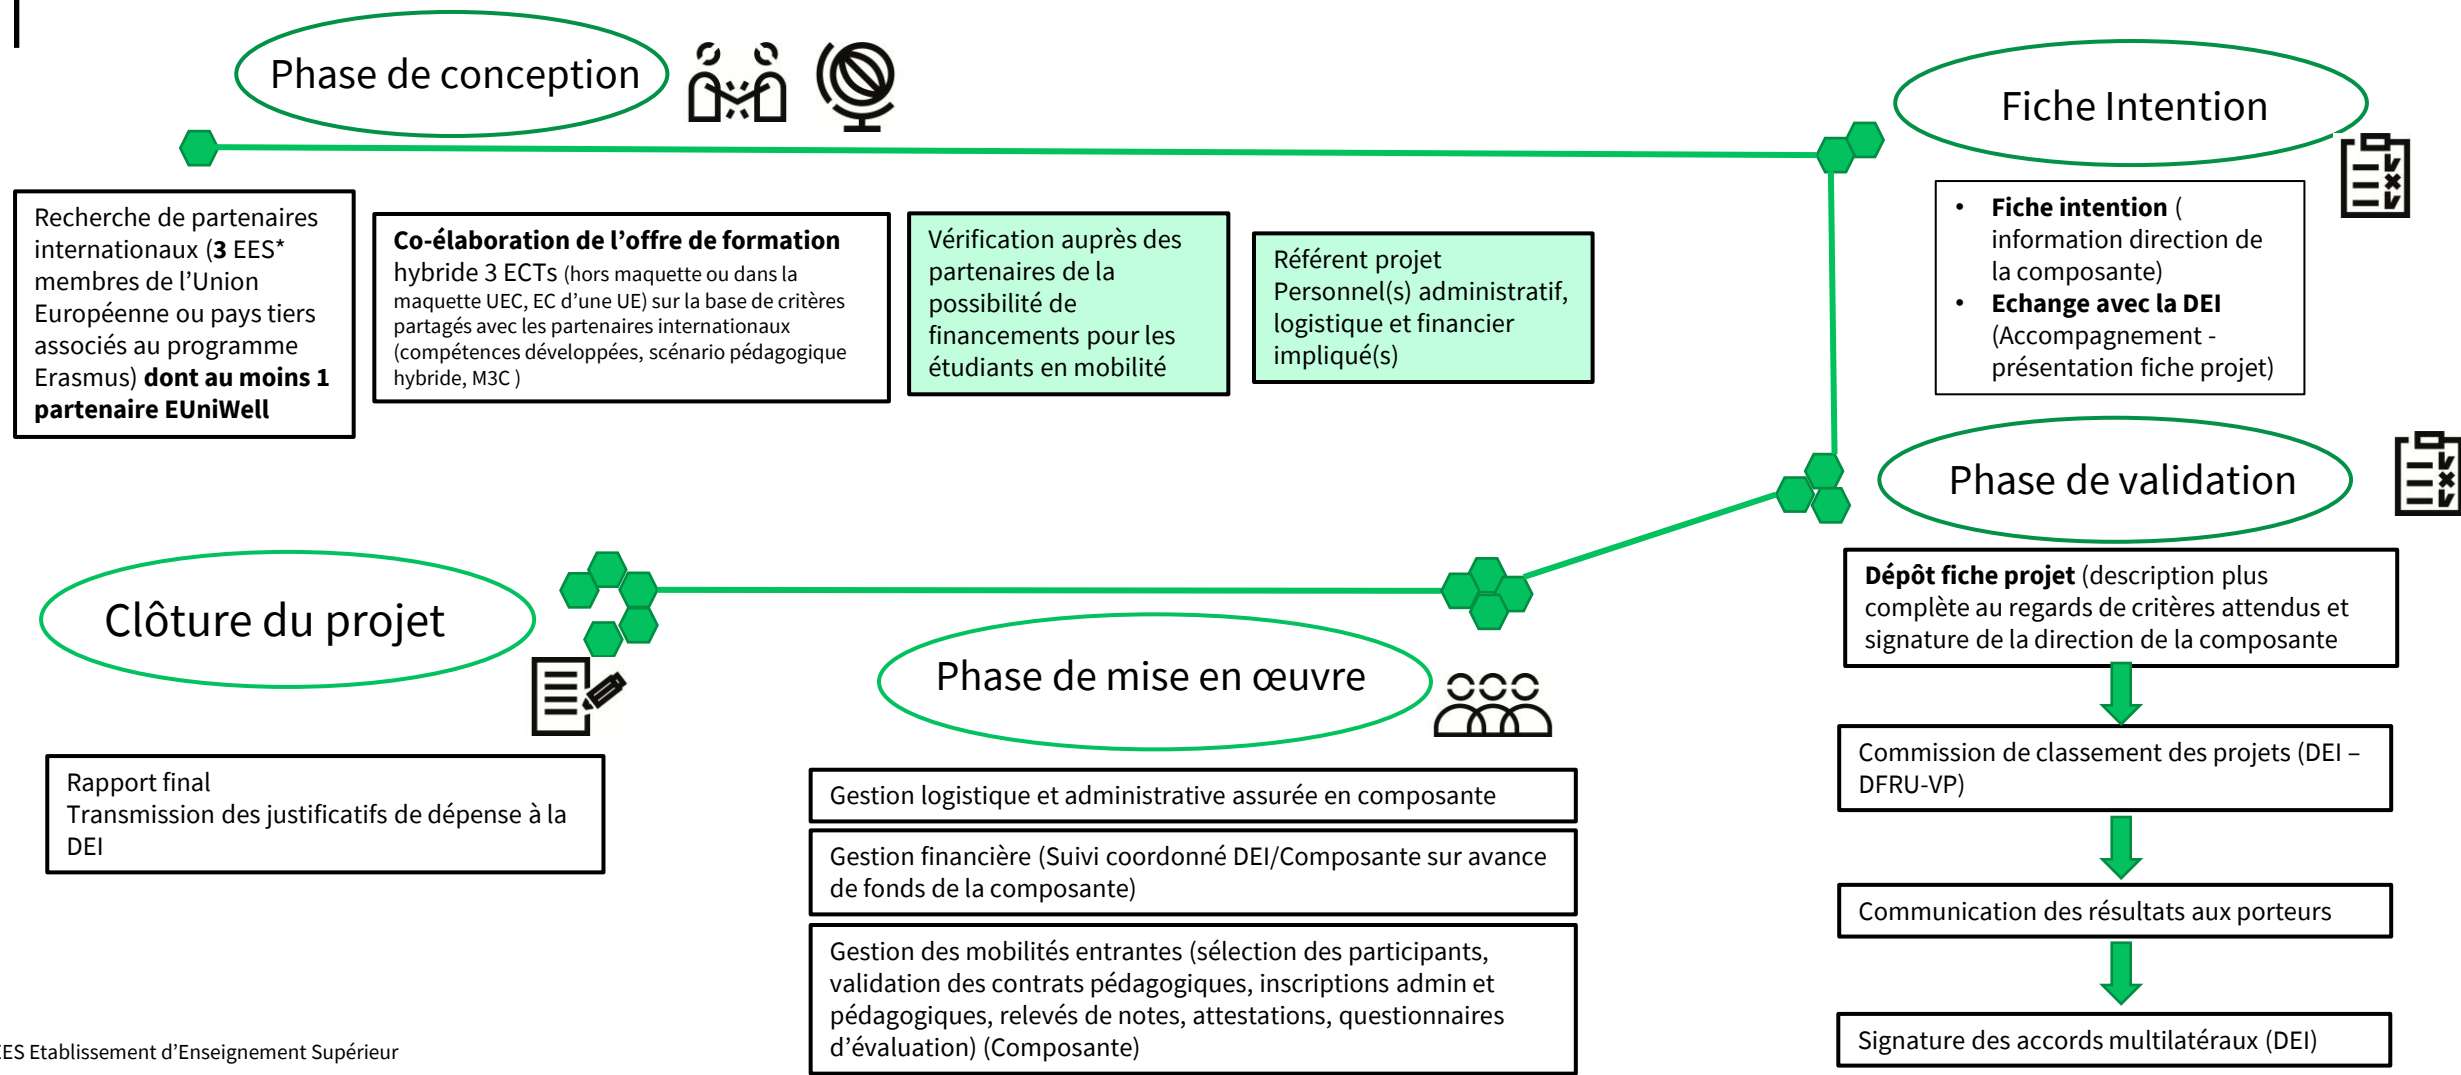 Phase de conception
Fiche Intention
Recherche de partenaires
internationaux (3 EES*
membres de l'Union
Européenne ou pays tiers
associés au programme
Erasmus) dont au moins 1
partenaire EUniWell
Co-élaboration de l'offre de formation
hybride 3 ECTs (hors maquette ou dans la
maquette UEC, EC d'une UE) sur la base de critères
partagés avec les partenaires internationaux
(compétences développées, scénario pédagogique
hybride, M3C )
Vérification auprès des
partenaires de la
possibilité de
financements pour les
étudiants en mobilité
Référent projet
Personnel(s) administratif,
logistique et financier
impliqué(s)
• Fiche intention (
information direction de
la composante)
• Echange avec la DEI
(Accompagnement -
présentation fiche projet)
Phase de validation
Dépôt fiche projet (description plus
complète au regards de critères attendus et
signature de la direction de la composante
Commission de classement des projets (DEI –
DFRU-VP)
Communication des résultats aux porteurs
Signature des accords multilatéraux (DEI)
Phase de mise en œuvre
Gestion logistique et administrative assurée en composante
Gestion financière (Suivi coordonné DEI/Composante sur avance
de fonds de la composante)
Gestion des mobilités entrantes (sélection des participants,
validation des contrats pédagogiques, inscriptions admin et
pédagogiques, relevés de notes, attestations, questionnaires
d'évaluation) (Composante)
Clôture du projet
Rapport final
Transmission des justificatifs de dépense à la
DEI
EES Etablissement d'Enseignement Supérieur